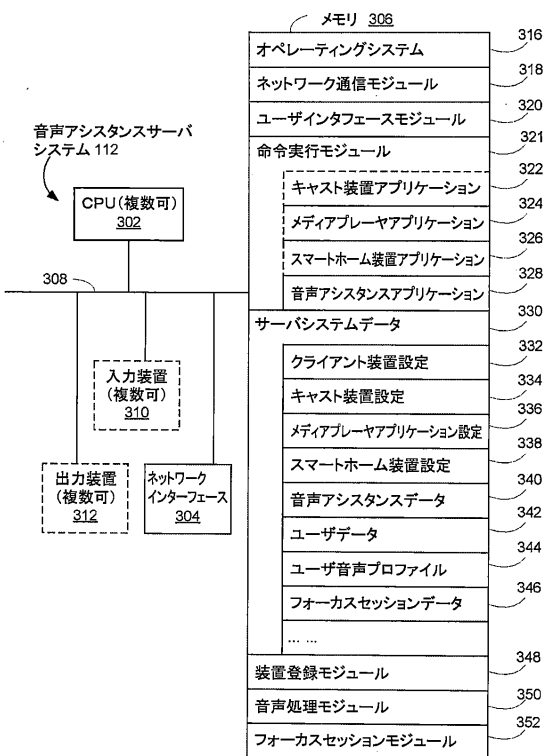 メモリ 306
オペレーティングシステム
316
ネットワーク通信モジュール
318
ユーザインタフェースモジュール
320
命令実行モジュール
321
キャスト装置アプリケーション
322
メディアプレーヤアプリケーション
324
スマートホーム装置アプリケーション
326
音声アシスタンスアプリケーション
328
サーバシステムデータ
330
クライアント装置設定
332
キャスト装置設定
334
メディアプレーヤアプリケーション設定
336
スマートホーム装置設定
338
音声アシスタンスデータ
340
ユーザデータ
342
ユーザ音声プロファイル
344
フォーカスセッションデータ
346
... ...
装置登録モジュール
348
音声処理モジュール
350
フォーカスセッションモジュール
352
音声アシスタンスサーバ
システム 112
CPU(複数可)
302
308
入力装置
(複数可)
310
出力装置
(複数可)
312
ネットワーク
インターフェース
304